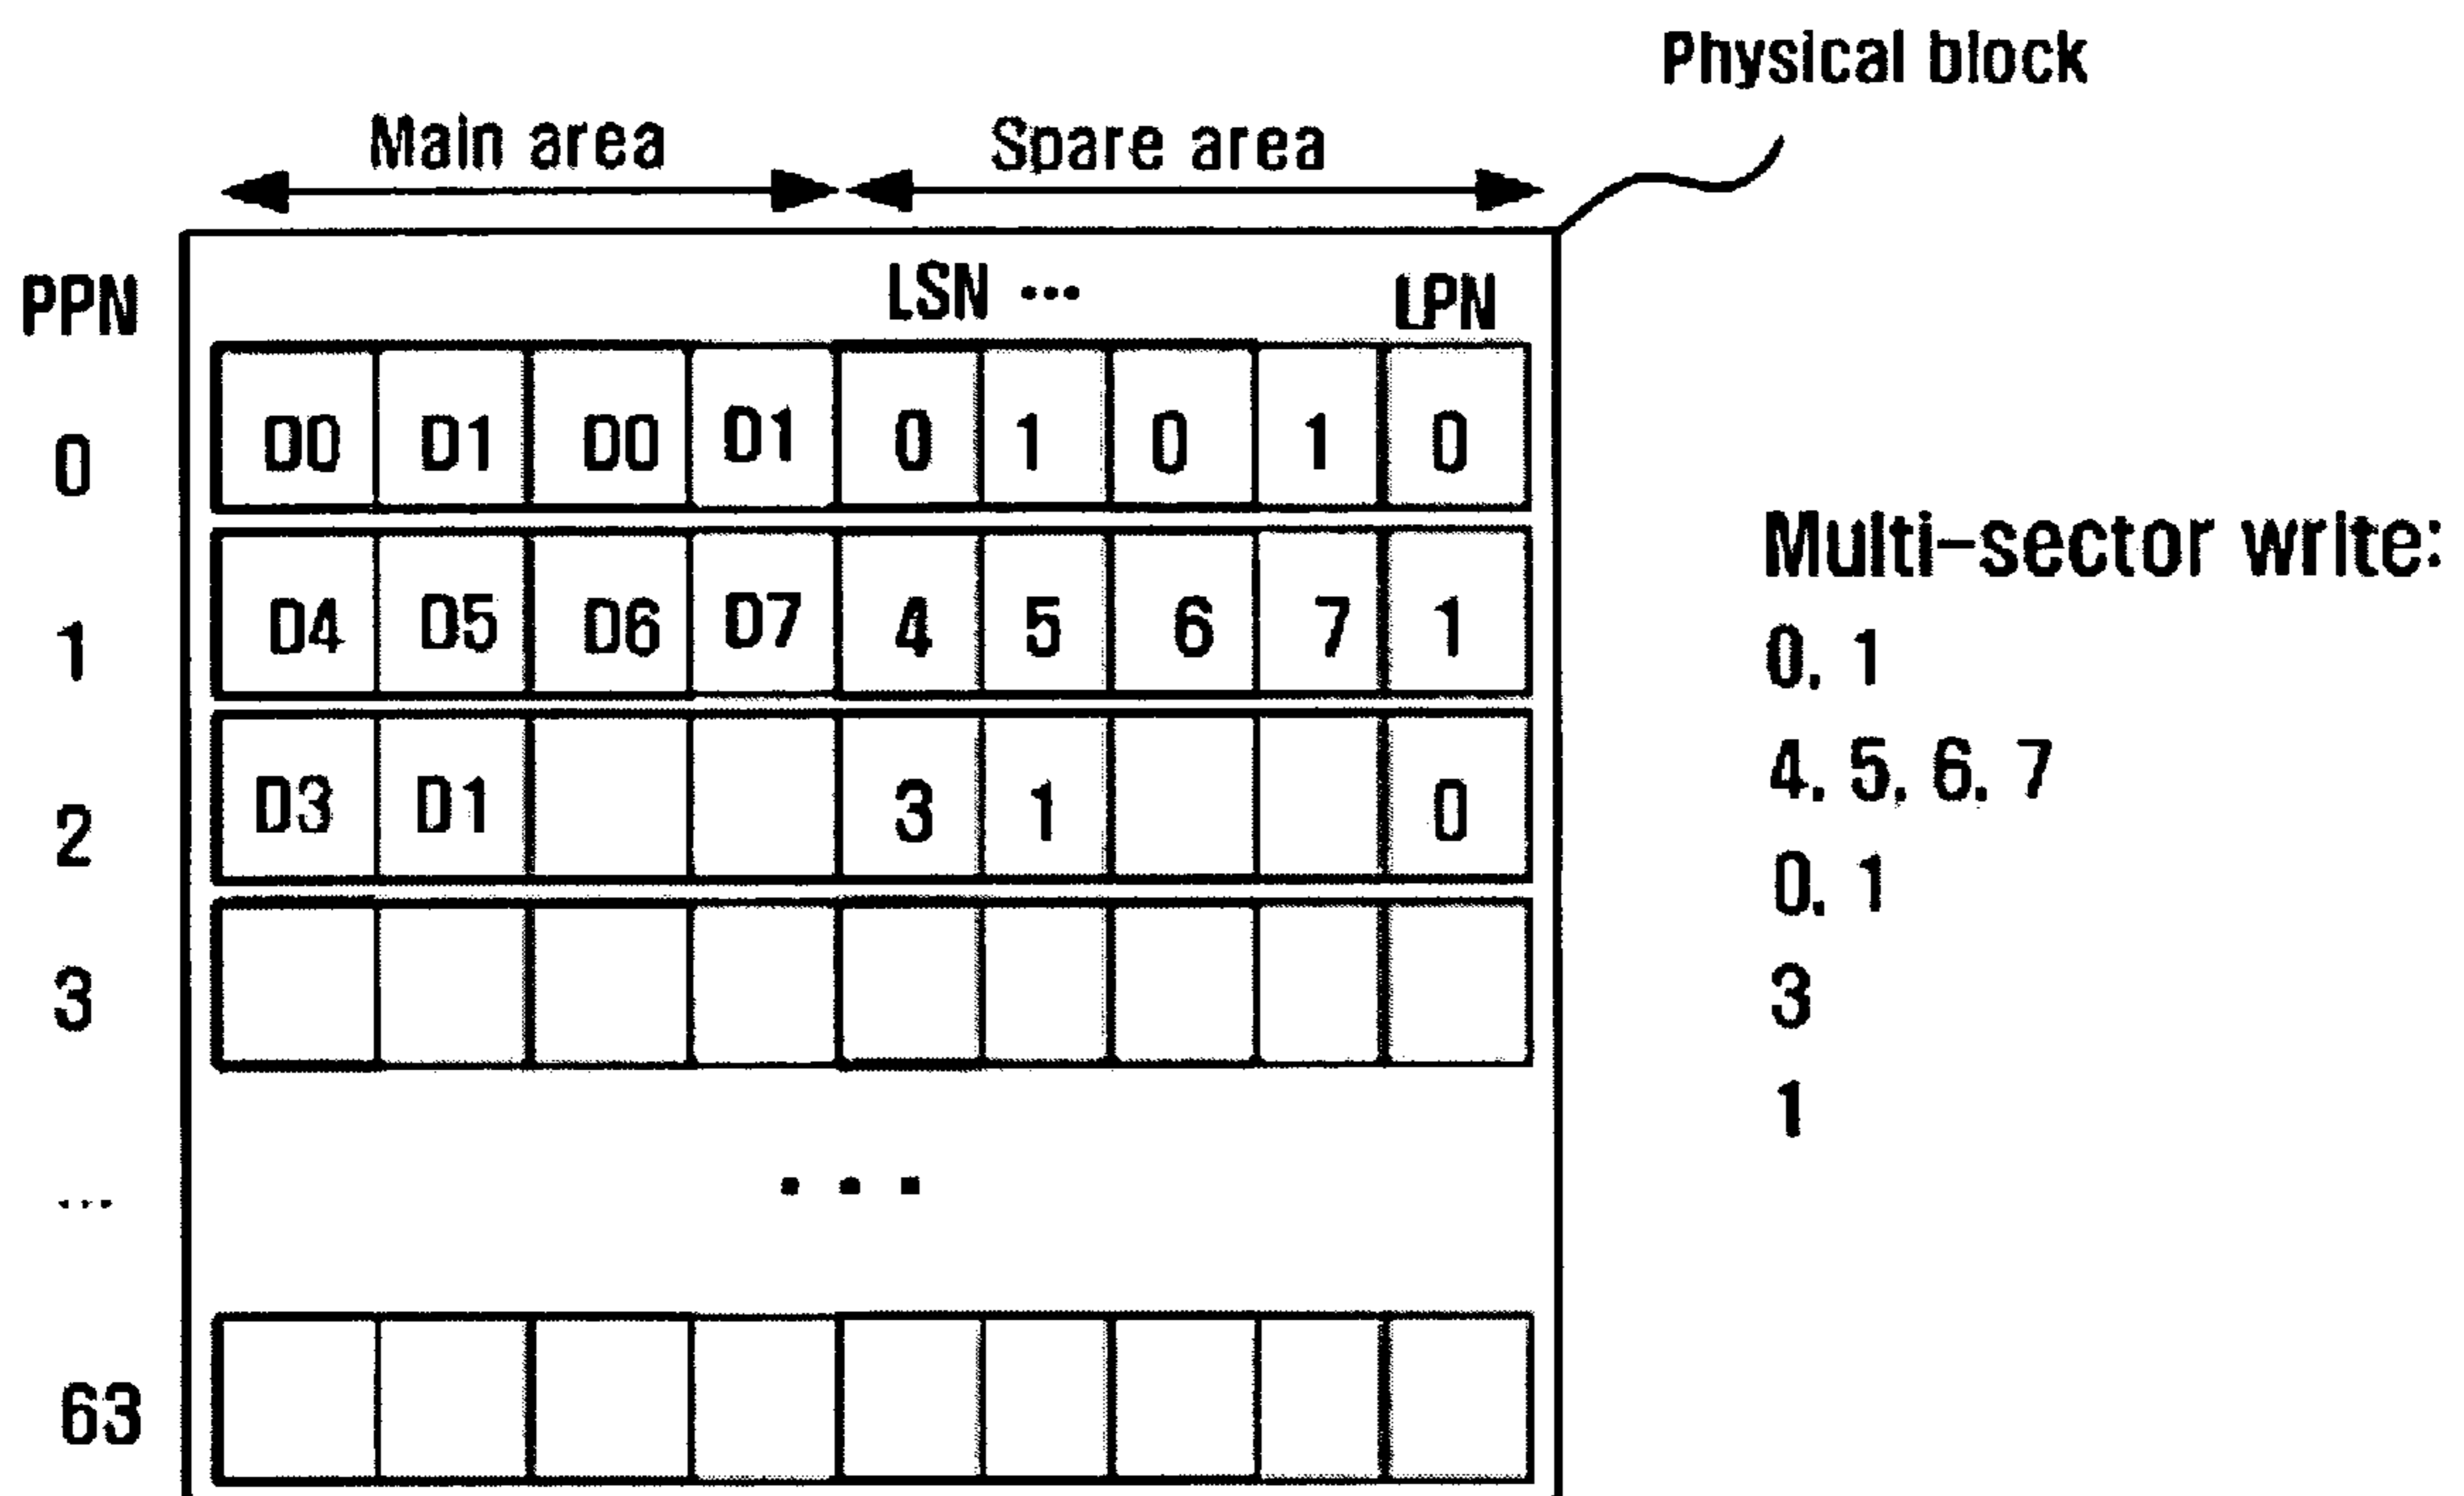 Physical block
Main area Spare area
PPN LSN ... LPN
0 D0 D1 D0 D1 0 1 0 1 0
1 D4 D5 D6 D7 4 5 6 7 1
2 D3 D1 3 1 0
3
...
...
63
Multi-sector write:
0, 1
4, 5, 6, 7
0, 1
3
1